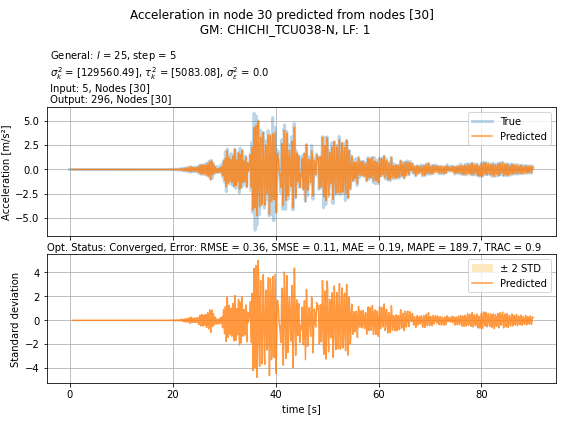 Acceleration in node 30 predicted from nodes [30]
GM: CHICHI_TCU038-N, LF: 1
General: l = 25, step = 5
σ²ₖ = [129560.49], τ²ₖ = [5083.08], σ²ε = 0.0
Input: 5, Nodes [30]
Output: 296, Nodes [30]
Acceleration [m/s²]
5.0
2.5
0.0
−2.5
−5.0
True
Predicted
Opt. Status: Converged, Error: RMSE = 0.36, SMSE = 0.11, MAE = 0.19, MAPE = 189.7, TRAC = 0.9
Standard deviation
4
2
0
−2
−4
± 2 STD
Predicted
0
20
40
60
80
time [s]